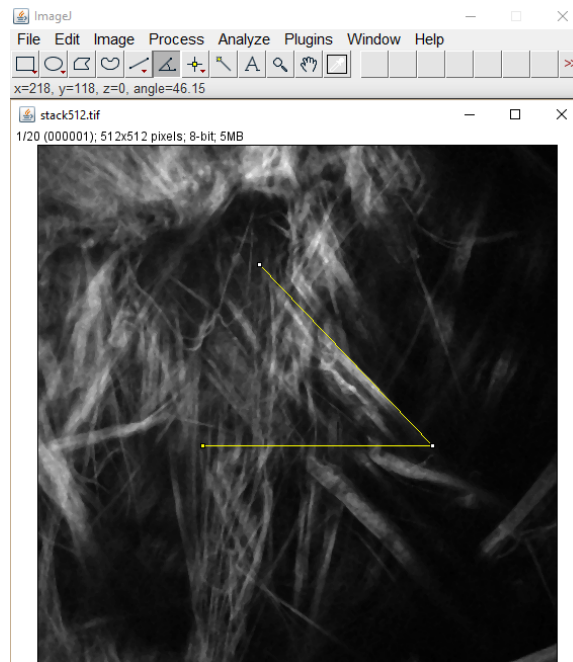 ImageJ
File Edit Image Process Analyze Plugins Window Help
A >>
x=218, y=118, z=0, angle=46.15
stack512.tif
1/20 (000001); 512x512 pixels; 8-bit; 5MB